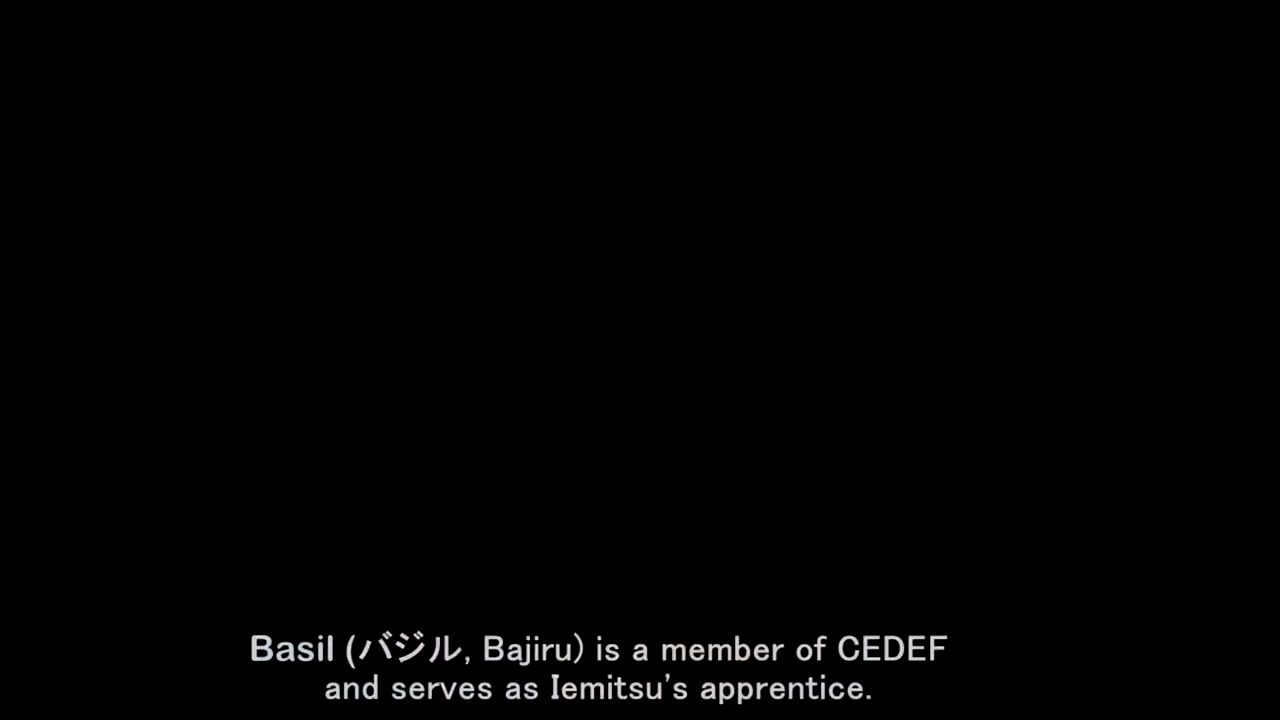 Basil (バジル, Bajiru) is a member of CEDEF
and serves as Iemitsu's apprentice.